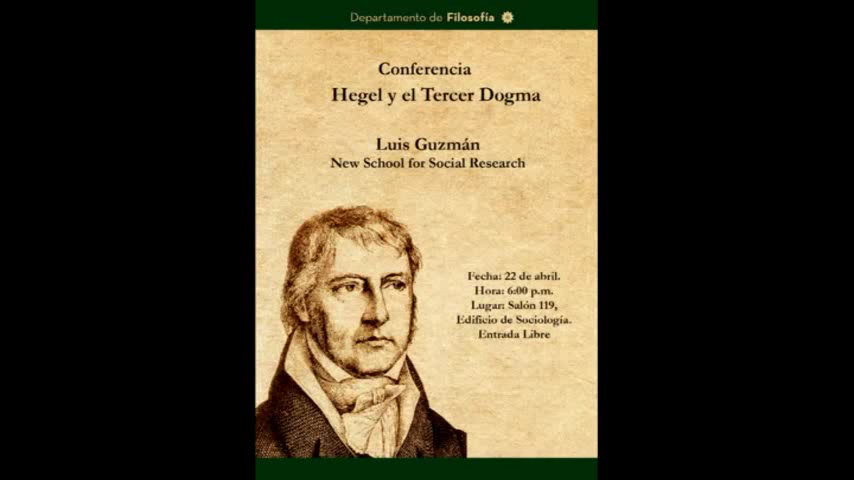 Departamento de Filosofía
Conferencia
Hegel y el Tercer Dogma
Luis Guzmán
New School for Social Research
Fecha: 22 de abril.
Hora: 6:00 p.m.
Lugar: Salón 119,
Edificio de Sociología.
Entrada Libre